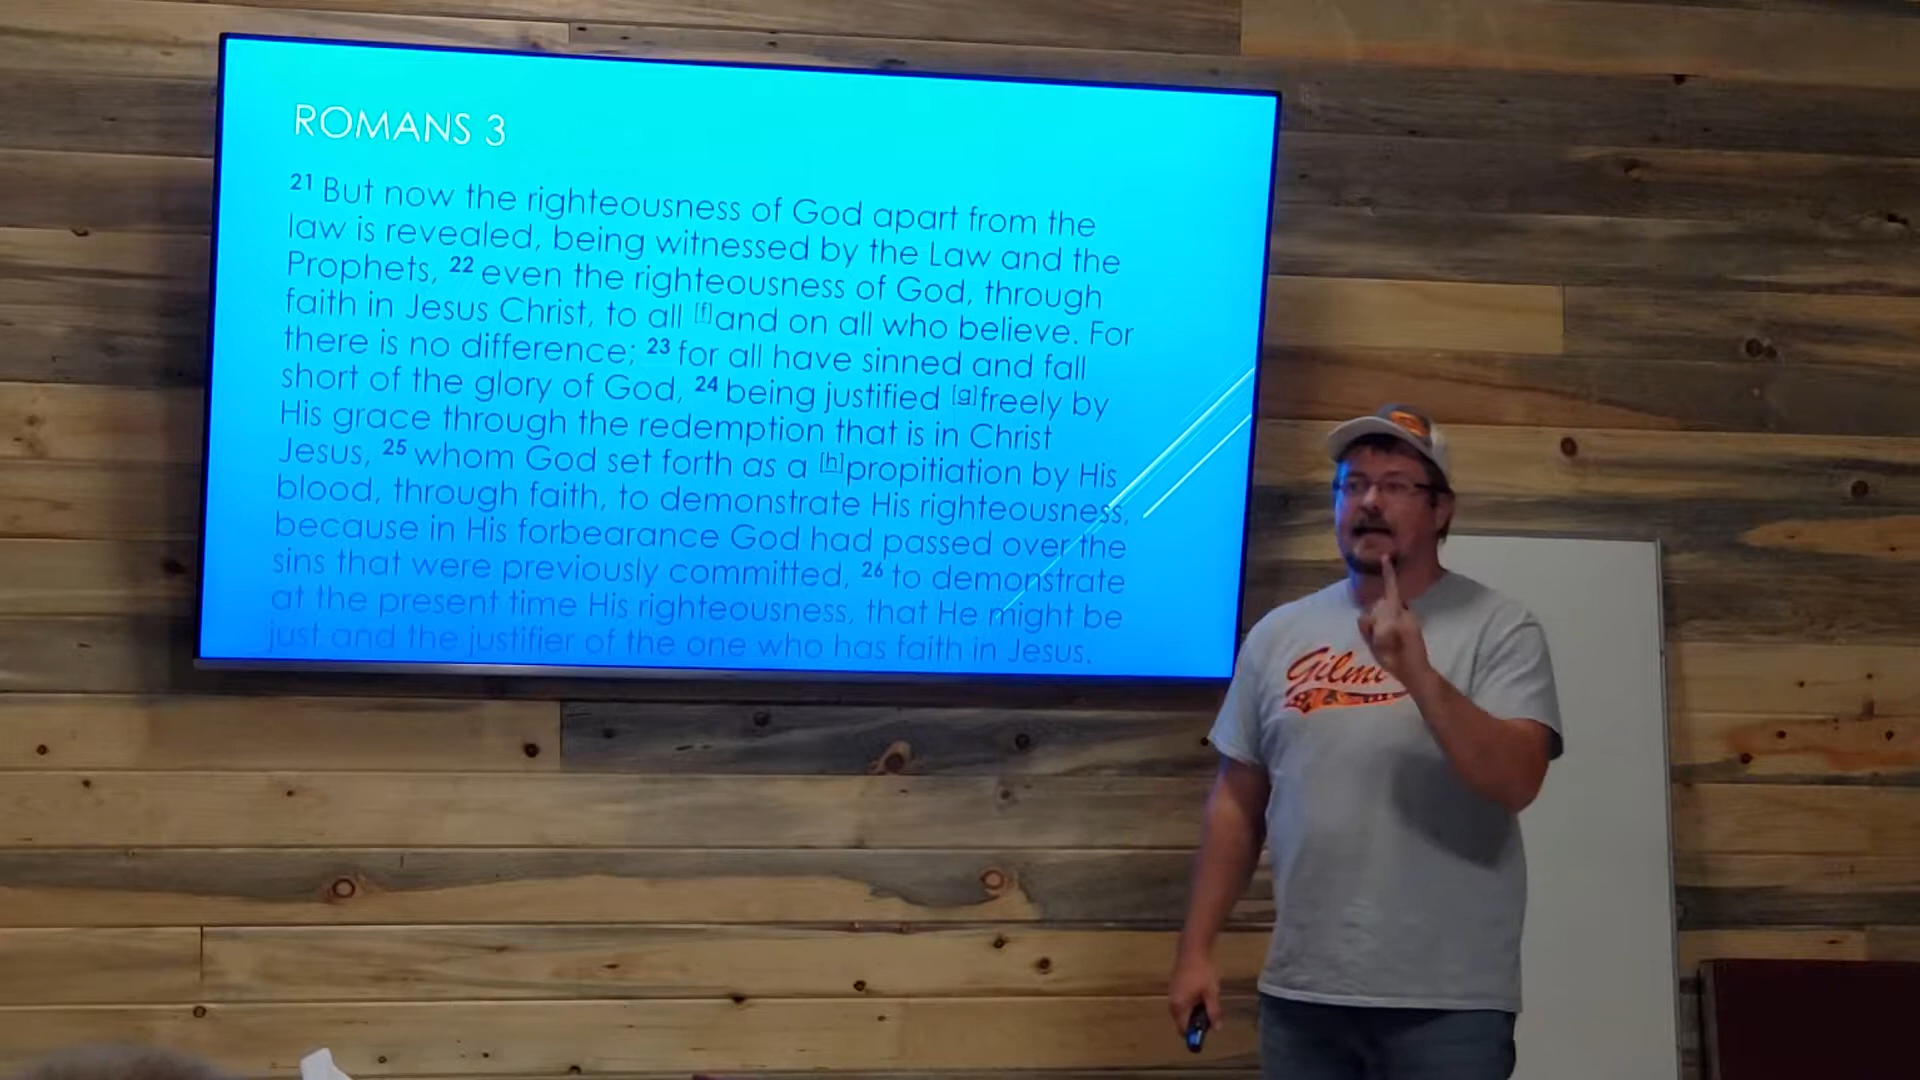 ROMANS 3
21 But now the righteousness of God apart from the
law is revealed, being witnessed by the Law and the
Prophets, 22 even the righteousness of God, through
faith in Jesus Christ, to all [f]and on all who believe. For
there is no difference; 23 for all have sinned and fall
short of the glory of God, 24 being justified [g]freely by
His grace through the redemption that is in Christ
Jesus, 25 whom God set forth as a [h]propitiation by His
blood, through faith, to demonstrate His righteousness,
because in His forbearance God had passed over the
sins that were previously committed, 26 to demonstrate
at the present time His righteousness, that He might be
just and the justifier of the one who has faith in Jesus.